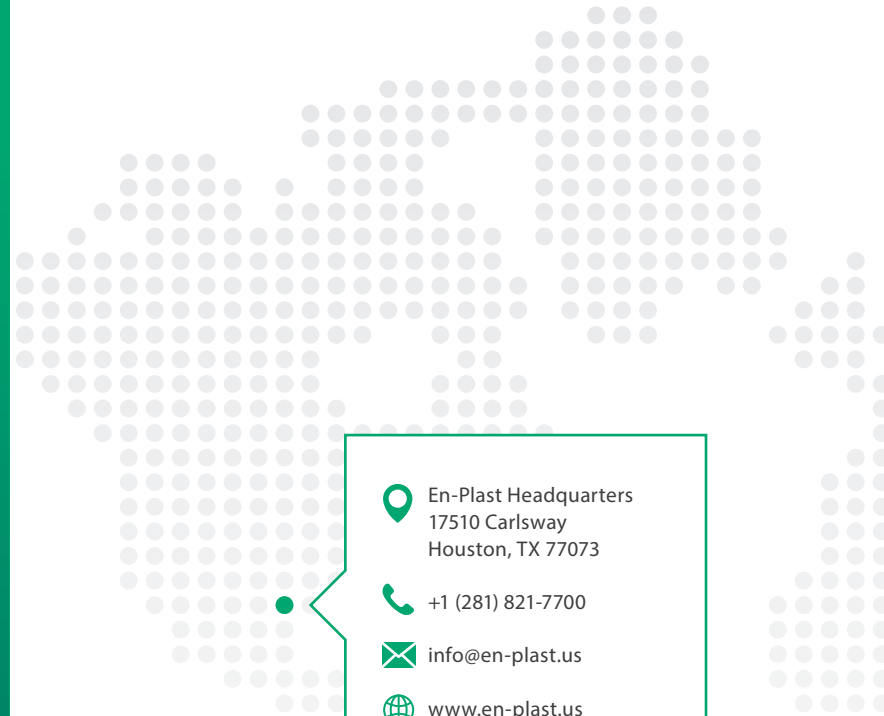 En-Plast Headquarters
17510 Carlsway
Houston, TX 77073
+1 (281) 821-7700
info@en-plast.us
www.en-plast.us